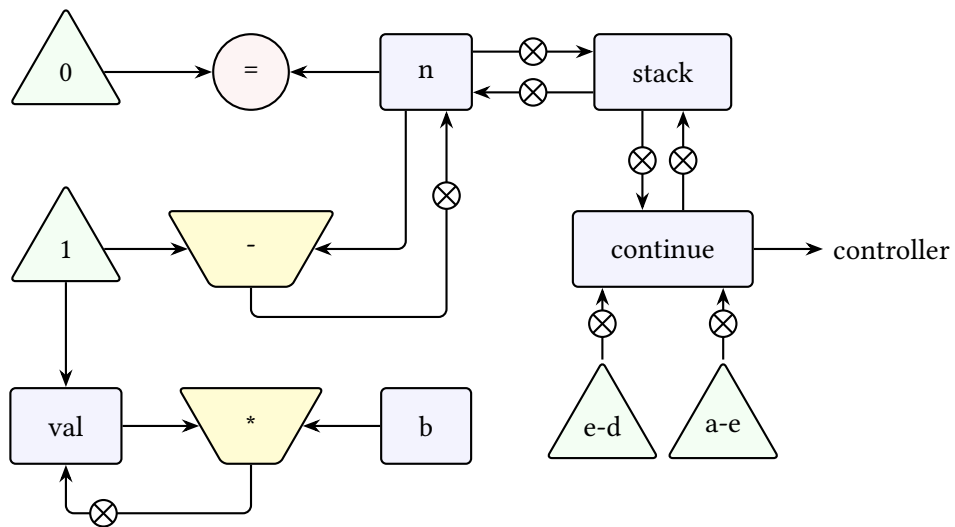 0
=
n
stack
1
-
continue
controller
val
*
b
e-d
a-e